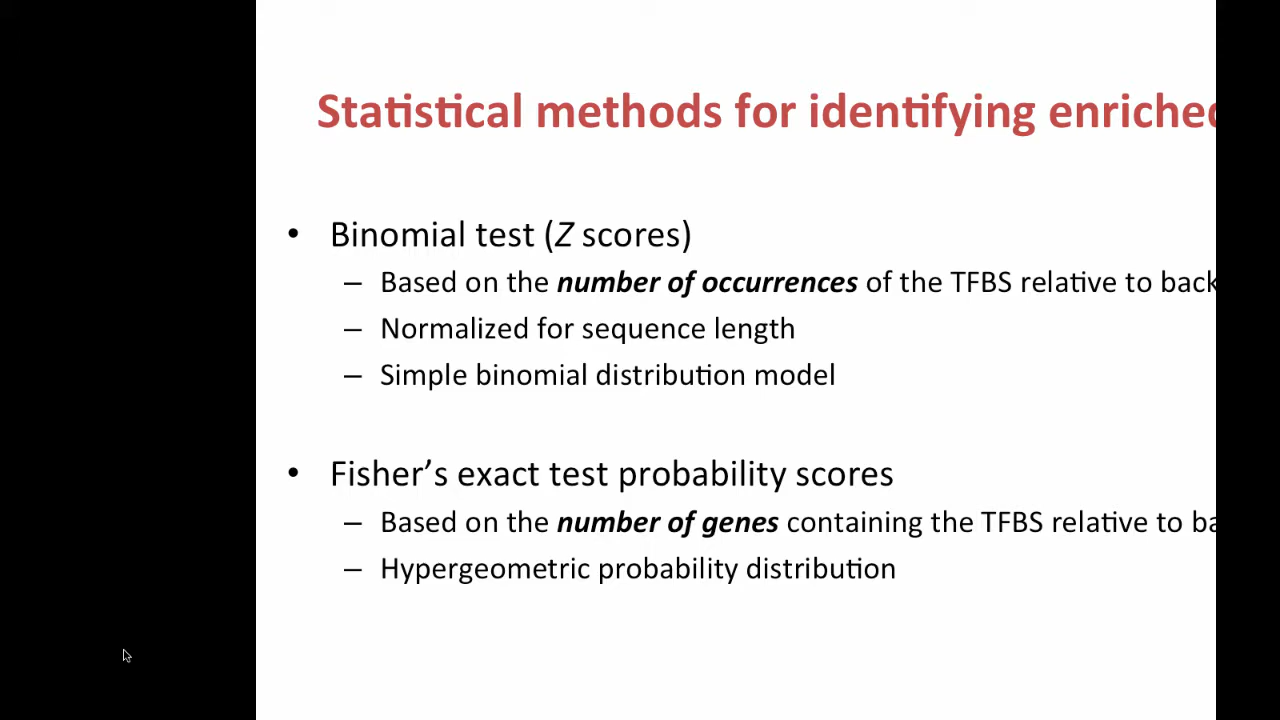 Statistical methods for identifying enriched
• Binomial test (Z scores)
– Based on the number of occurrences of the TFBS relative to back
– Normalized for sequence length
– Simple binomial distribution model
• Fisher’s exact test probability scores
– Based on the number of genes containing the TFBS relative to ba
– Hypergeometric probability distribution